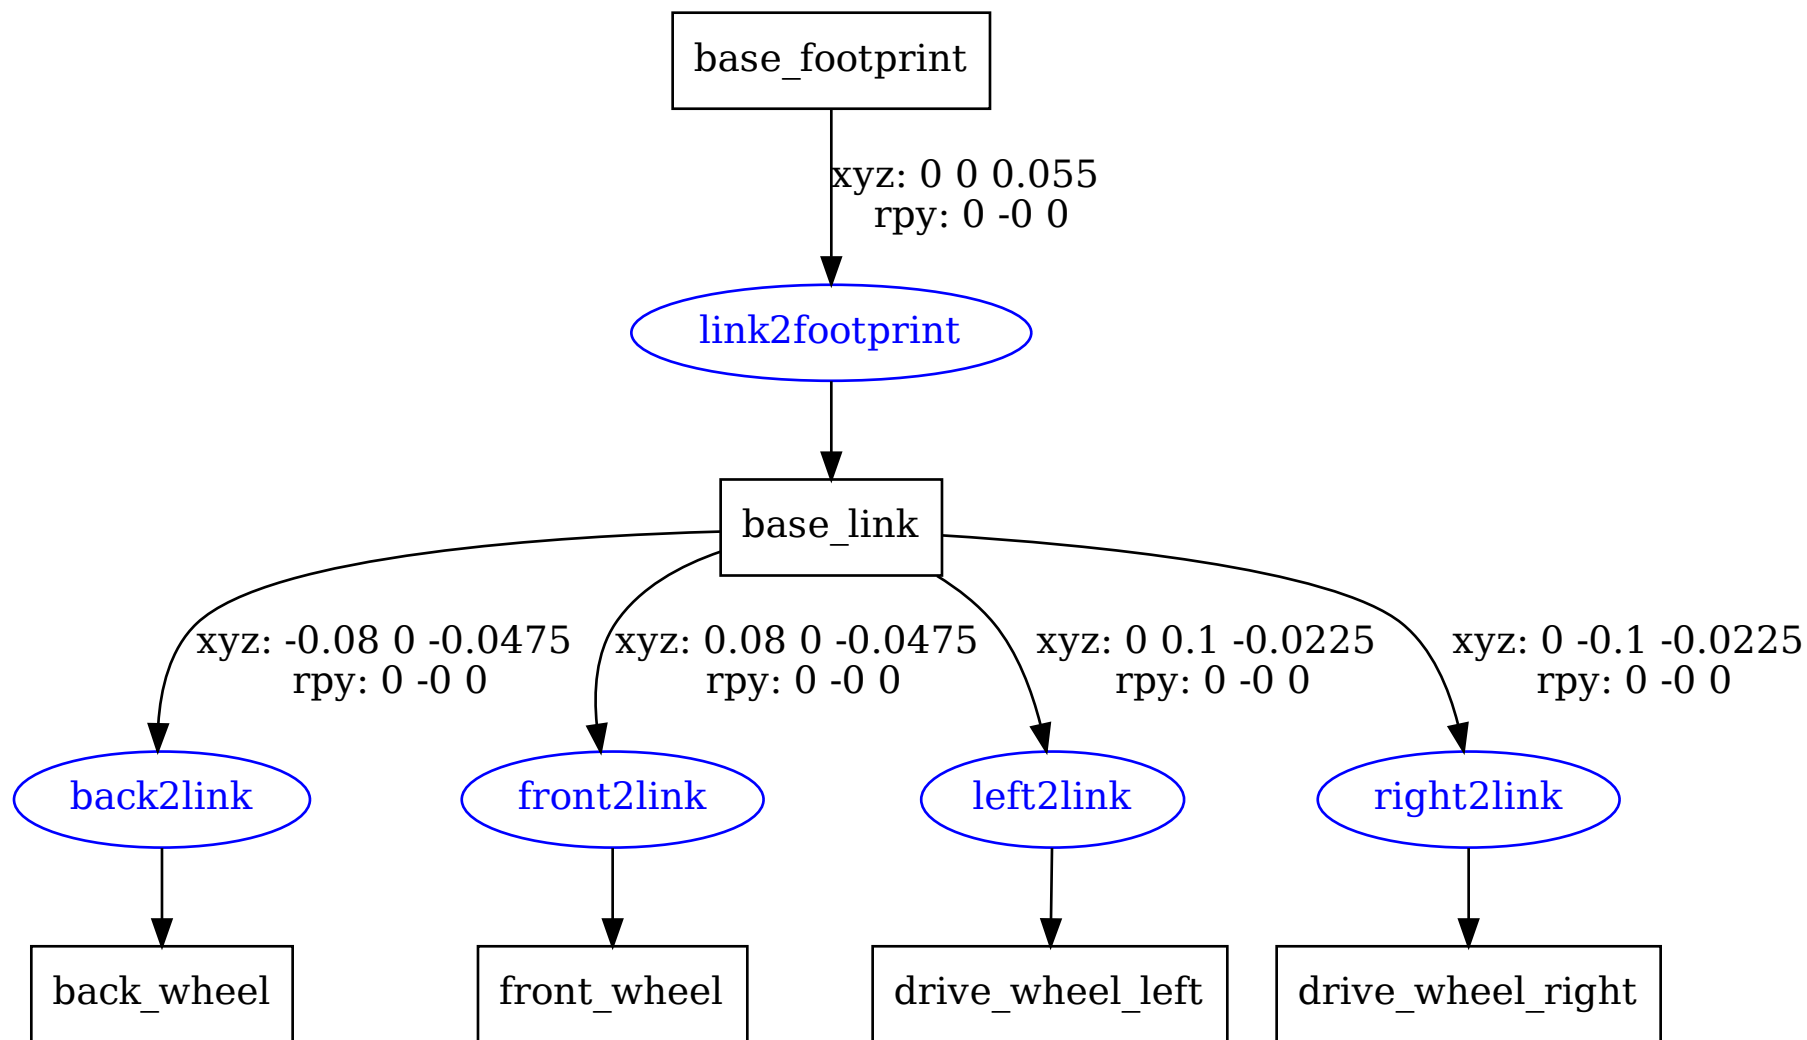 base_footprint
xyz: 0 0 0.055
rpy: 0 -0 0
link2footprint
base_link
xyz: -0.08 0 -0.0475
rpy: 0 -0 0
xyz: 0.08 0 -0.0475
rpy: 0 -0 0
xyz: 0 0.1 -0.0225
rpy: 0 -0 0
xyz: 0 -0.1 -0.0225
rpy: 0 -0 0
back2link
front2link
left2link
right2link
back_wheel
front_wheel
drive_wheel_left
drive_wheel_right